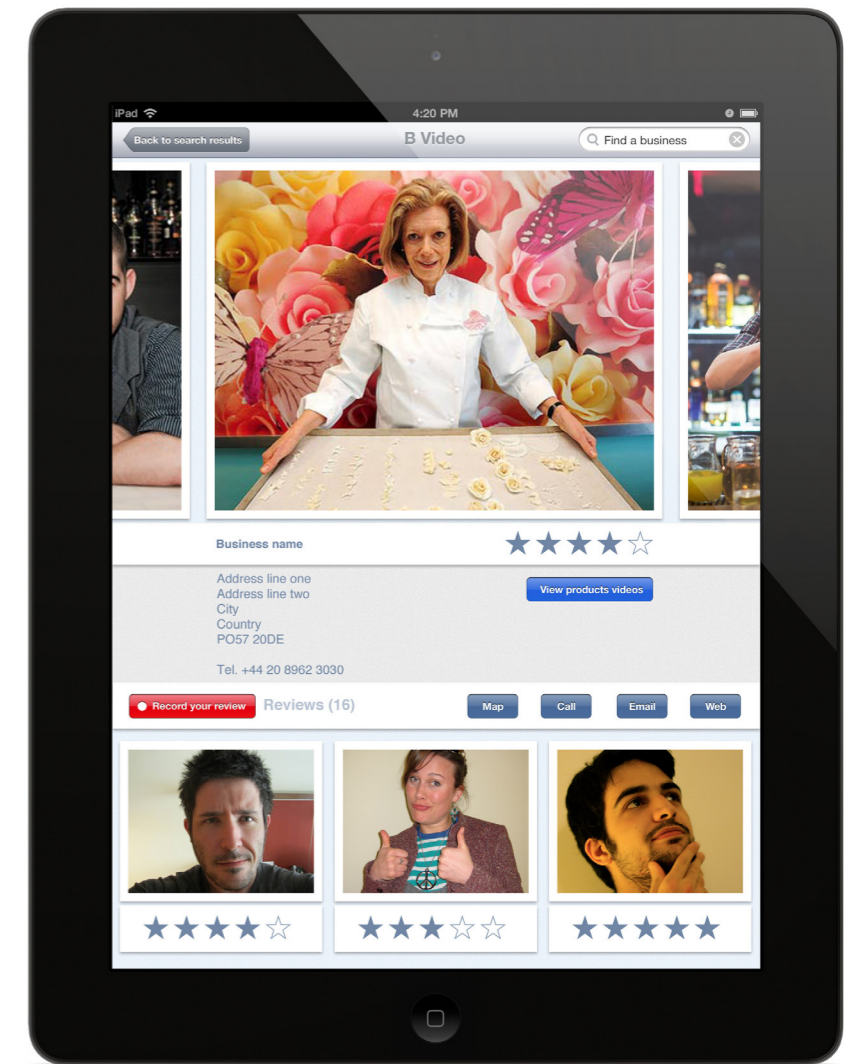 iPad
4:20 PM
Back to search results
B Video
Find a business
Business name
Address line one
Address line two
City
Country
PO57 20DE
Tel. +44 20 8962 3030
View products videos
Record your review
Reviews (16)
Map
Call
Email
Web